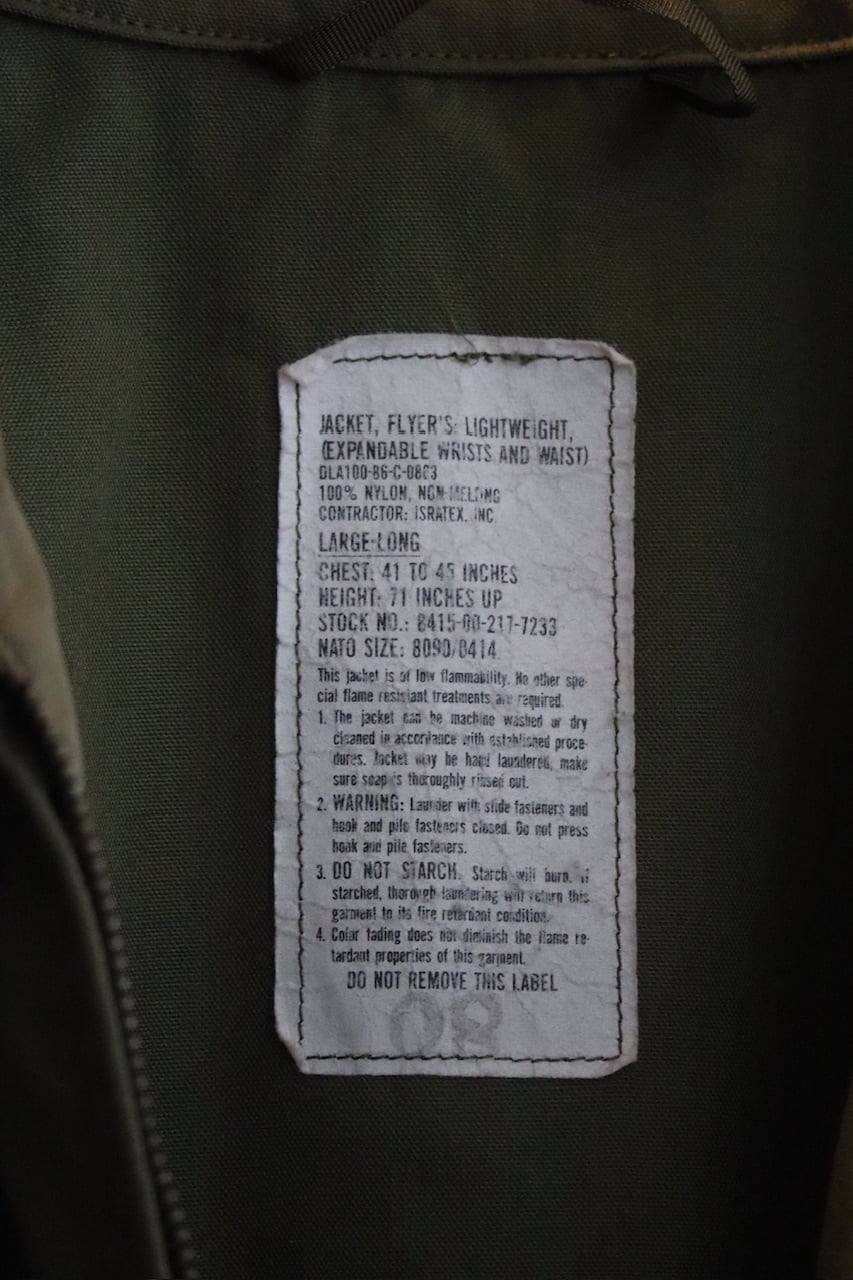 JACKET, FLYER'S: LIGHTWEIGHT,
(EXPANDABLE WRISTS AND WAIST)
DLA100-86-C-0803
100% NYLON, NON-MELDING
CONTRACTOR: ISRATEX, INC.
LARGE-LONG
CHEST: 41 TO 45 INCHES
HEIGHT: 71 INCHES UP
STOCK NO.: 8415-00-217-7233
NATO SIZE: 8090/0414
This jacket is of low flammability. No other spe-
cial flame resistant treatments are required.
1. The jacket can be machine washed or dry
cleaned in accordance with established proce-
dures. Jacket may be hand laundered, make
sure soap is thoroughly rinsed out.
2. WARNING: Launder with slide fasteners and
hook and pile fasteners closed. Do not press
hook and pile fasteners.
3. DO NOT STARCH. Starch will burn, if
starched, thorough laundering will return this
garment to its fire retardant condition.
4. Color fading does not diminish the flame re-
tardant properties of this garment.
DO NOT REMOVE THIS LABEL